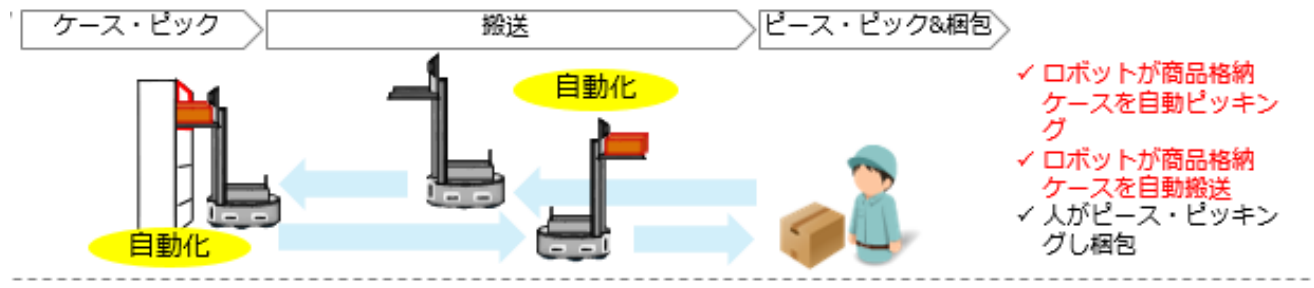 ケース・ピック
搬送
ピース・ピック&梱包
自動化
自動化
✓ ロボットが商品格納
ケースを自動ピッキン
グ
✓ ロボットが商品格納
ケースを自動搬送
✓ 人がピース・ピッキン
グし梱包